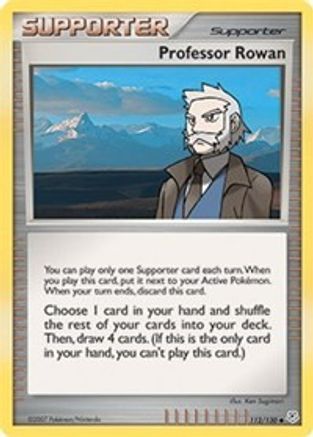 SUPPORTER Supporter
Professor Rowan
You can play only one Supporter card each turn. When
you play this card, put it next to your Active Pokémon.
When your turn ends, discard this card.
Choose 1 card in your hand and shuffle
the rest of your cards into your deck.
Then, draw 4 cards. (If this is the only card
in your hand, you can't play this card.)
illus. Ken Sugimori
©2007 Pokémon/Nintendo 112/130